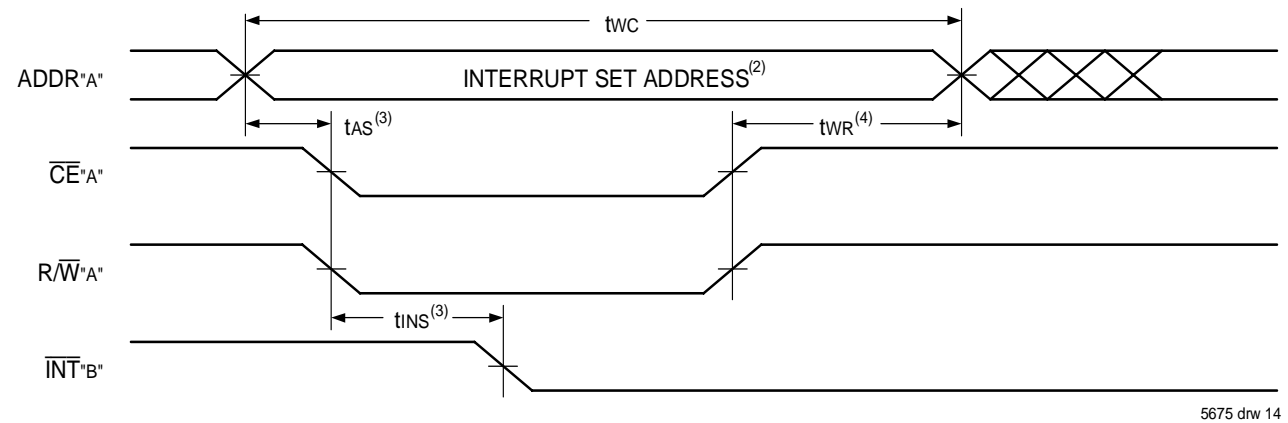 tWC
ADDR"A"
INTERRUPT SET ADDRESS(2)
tAS(3)
tWR(4)
CE"A"
R/W"A"
tINS(3)
INT"B"
5675 drw 14